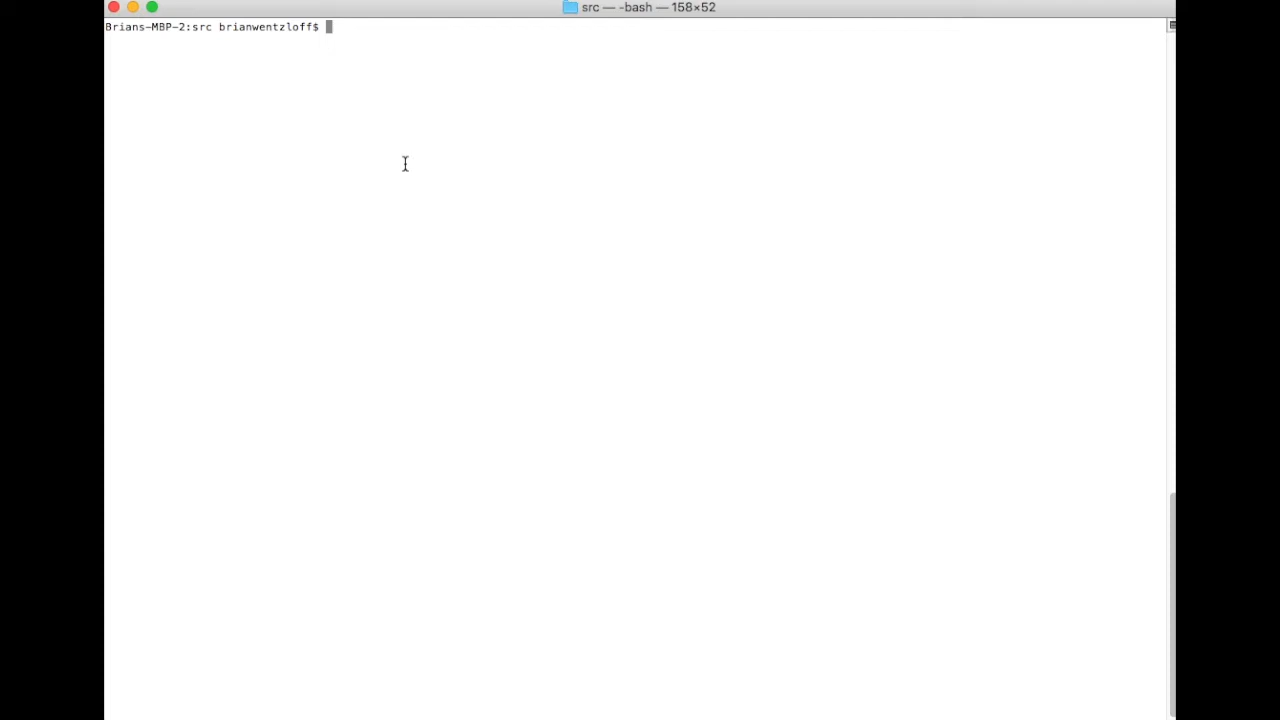 src — -bash — 158×52
Brians-MBP-2:src brianwentzloff$